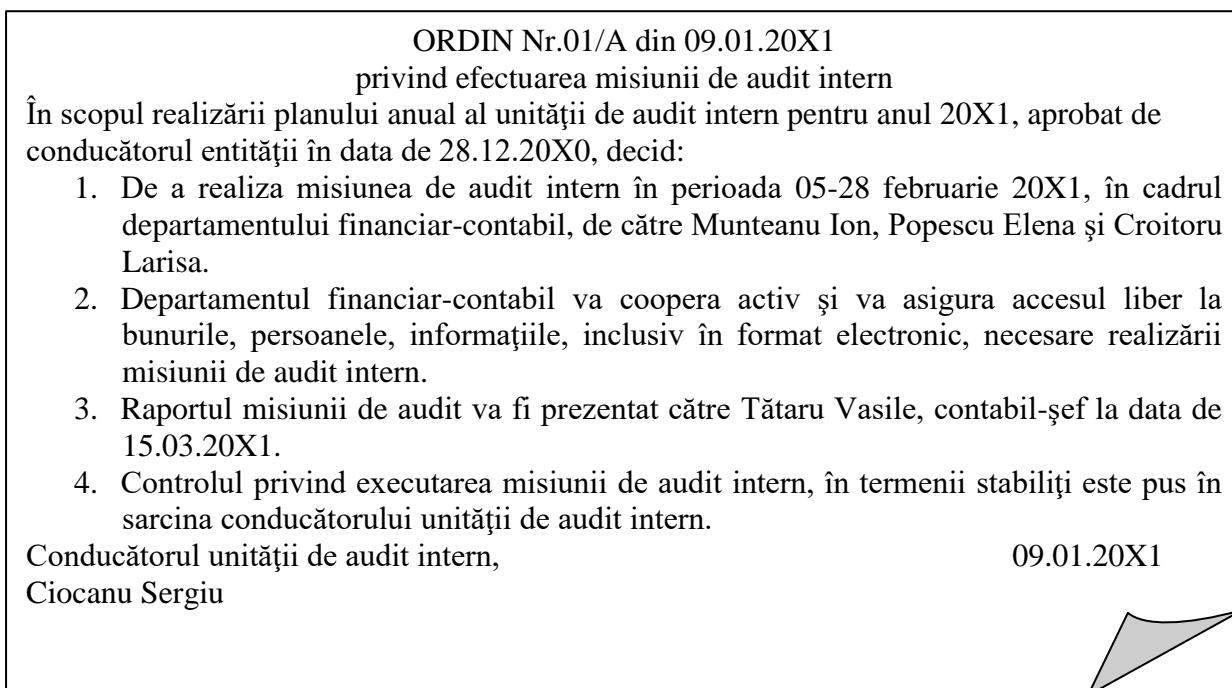 ORDIN Nr.01/A din 09.01.20X1
privind efectuarea misiunii de audit intern
În scopul realizării planului anual al unităţii de audit intern pentru anul 20X1, aprobat de
conducătorul entităţii în data de 28.12.20X0, decid:
1. De a realiza misiunea de audit intern în perioada 05-28 februarie 20X1, în cadrul
departamentului financiar-contabil, de către Munteanu Ion, Popescu Elena şi Croitoru
Larisa.
2. Departamentul financiar-contabil va coopera activ şi va asigura accesul liber la
bunurile, persoanele, informaţiile, inclusiv în format electronic, necesare realizării
misiunii de audit intern.
3. Raportul misiunii de audit va fi prezentat către Tătaru Vasile, contabil-şef la data de
15.03.20X1.
4. Controlul privind executarea misiunii de audit intern, în termenii stabiliţi este pus în
sarcina conducătorului unităţii de audit intern.
Conducătorul unităţii de audit intern, 09.01.20X1
Ciocanu Sergiu